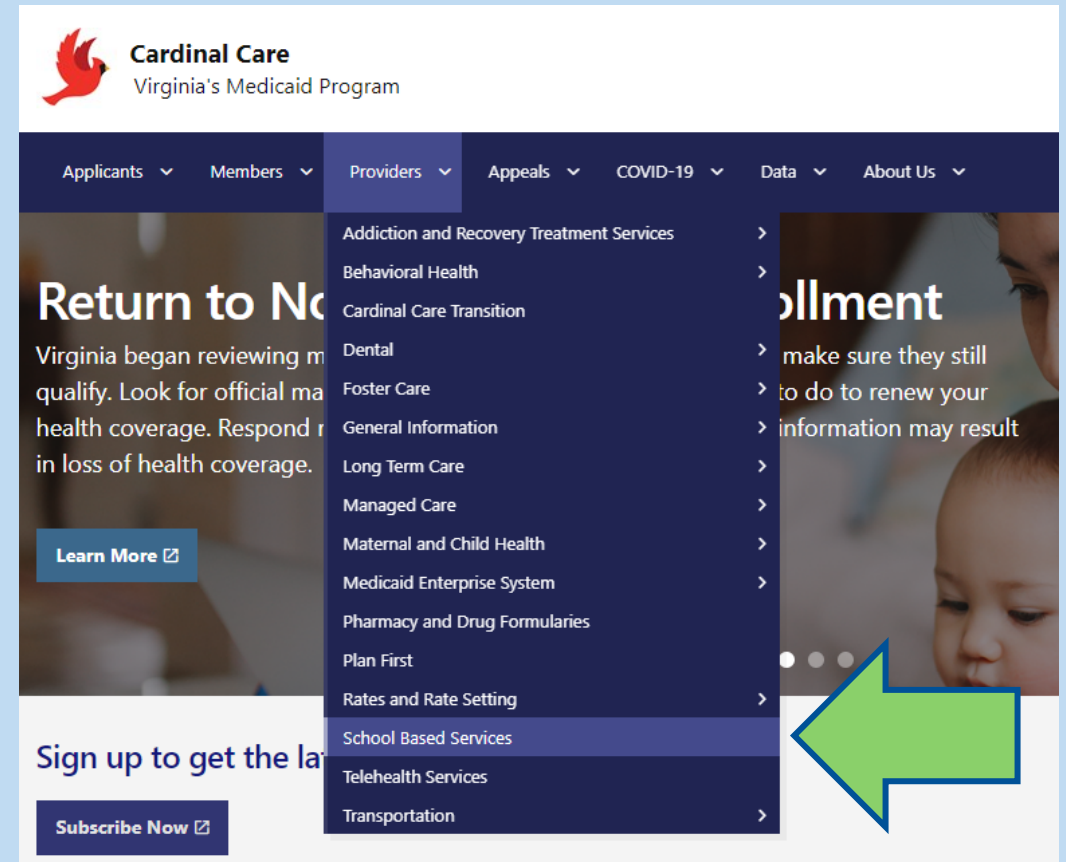 Cardinal Care
Virginia's Medicaid Program
Applicants Members Providers Appeals COVID-19 Data About Us
Addiction and Recovery Treatment Services
Behavioral Health
Cardinal Care Transition
Dental
Foster Care
General Information
Long Term Care
Managed Care
Maternal and Child Health
Medicaid Enterprise System
Pharmacy and Drug Formularies
Plan First
Rates and Rate Setting
School Based Services
Telehealth Services
Transportation
Return to No ollment
Virginia began reviewing m make sure they still
qualify. Look for official ma to do to renew your
health coverage. Respond r information may result
in loss of health coverage.
Learn More
Sign up to get the la
Subscribe Now